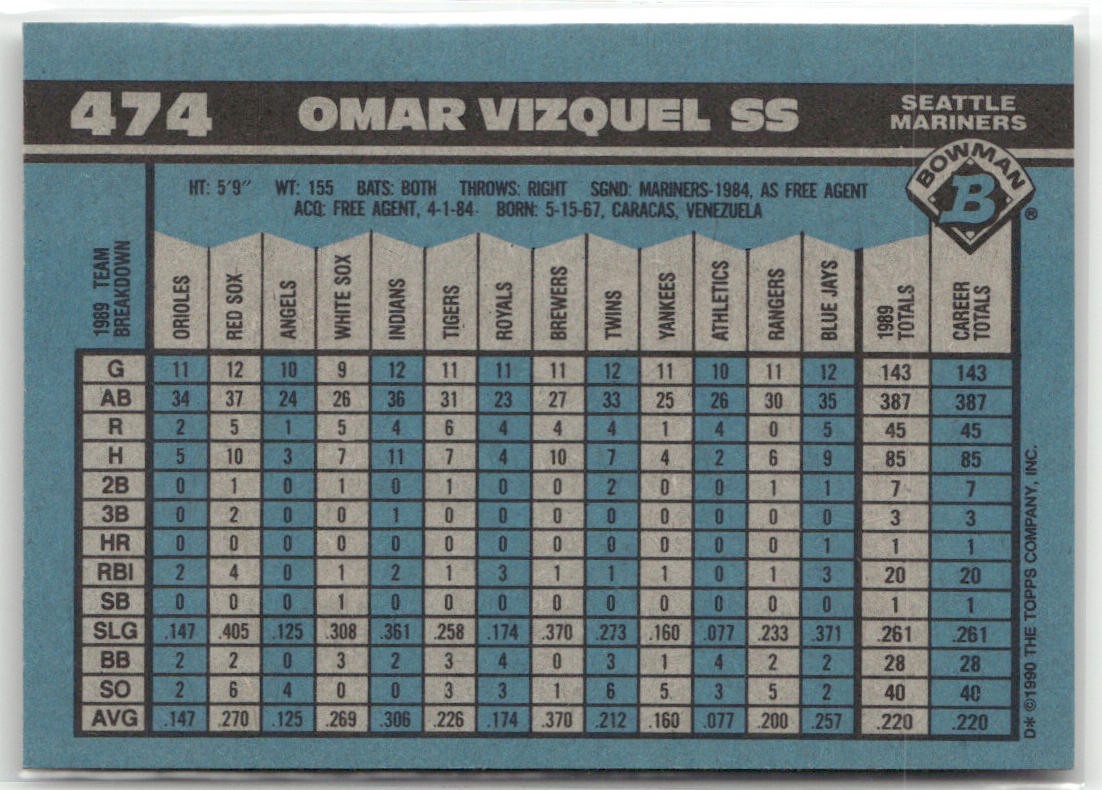 474 OMAR VIZQUEL SS SEATTLE MARINERS
BOWMAN
B
®
HT: 5'9" WT: 155 BATS: BOTH THROWS: RIGHT SGND: MARINERS-1984, AS FREE AGENT
ACQ: FREE AGENT, 4-1-84 BORN: 5-15-67, CARACAS, VENEZUELA
1989 TEAM BREAKDOWN ORIOLES RED SOX ANGELS WHITE SOX INDIANS TIGERS ROYALS BREWERS TWINS YANKEES ATHLETICS RANGERS BLUE JAYS 1989 TOTALS CAREER TOTALS
G 11 12 10 9 12 11 11 11 12 11 10 11 12 143 143
AB 34 37 24 26 36 31 23 27 33 25 26 30 35 387 387
R 2 5 1 5 4 6 4 4 4 1 4 0 5 45 45
H 5 10 3 7 11 7 4 10 7 4 2 6 9 85 85
2B 0 1 0 1 0 1 0 0 2 0 0 1 1 7 7
3B 0 2 0 0 1 0 0 0 0 0 0 0 0 3 3
HR 0 0 0 0 0 0 0 0 0 0 0 0 1 1 1
RBI 2 4 0 1 2 1 3 1 1 1 0 1 3 20 20
SB 0 0 0 1 0 0 0 0 0 0 0 0 0 1 1
SLG .147 .405 .125 .308 .361 .258 .174 .370 .273 .160 .077 .233 .371 .261 .261
BB 2 2 0 3 2 3 4 0 3 1 4 2 2 28 28
SO 2 6 4 0 0 3 3 1 6 5 3 5 2 40 40
AVG .147 .270 .125 .269 .306 .226 .174 .370 .212 .160 .077 .200 .257 .220 .220
D* ©1990 THE TOPPS COMPANY, INC.